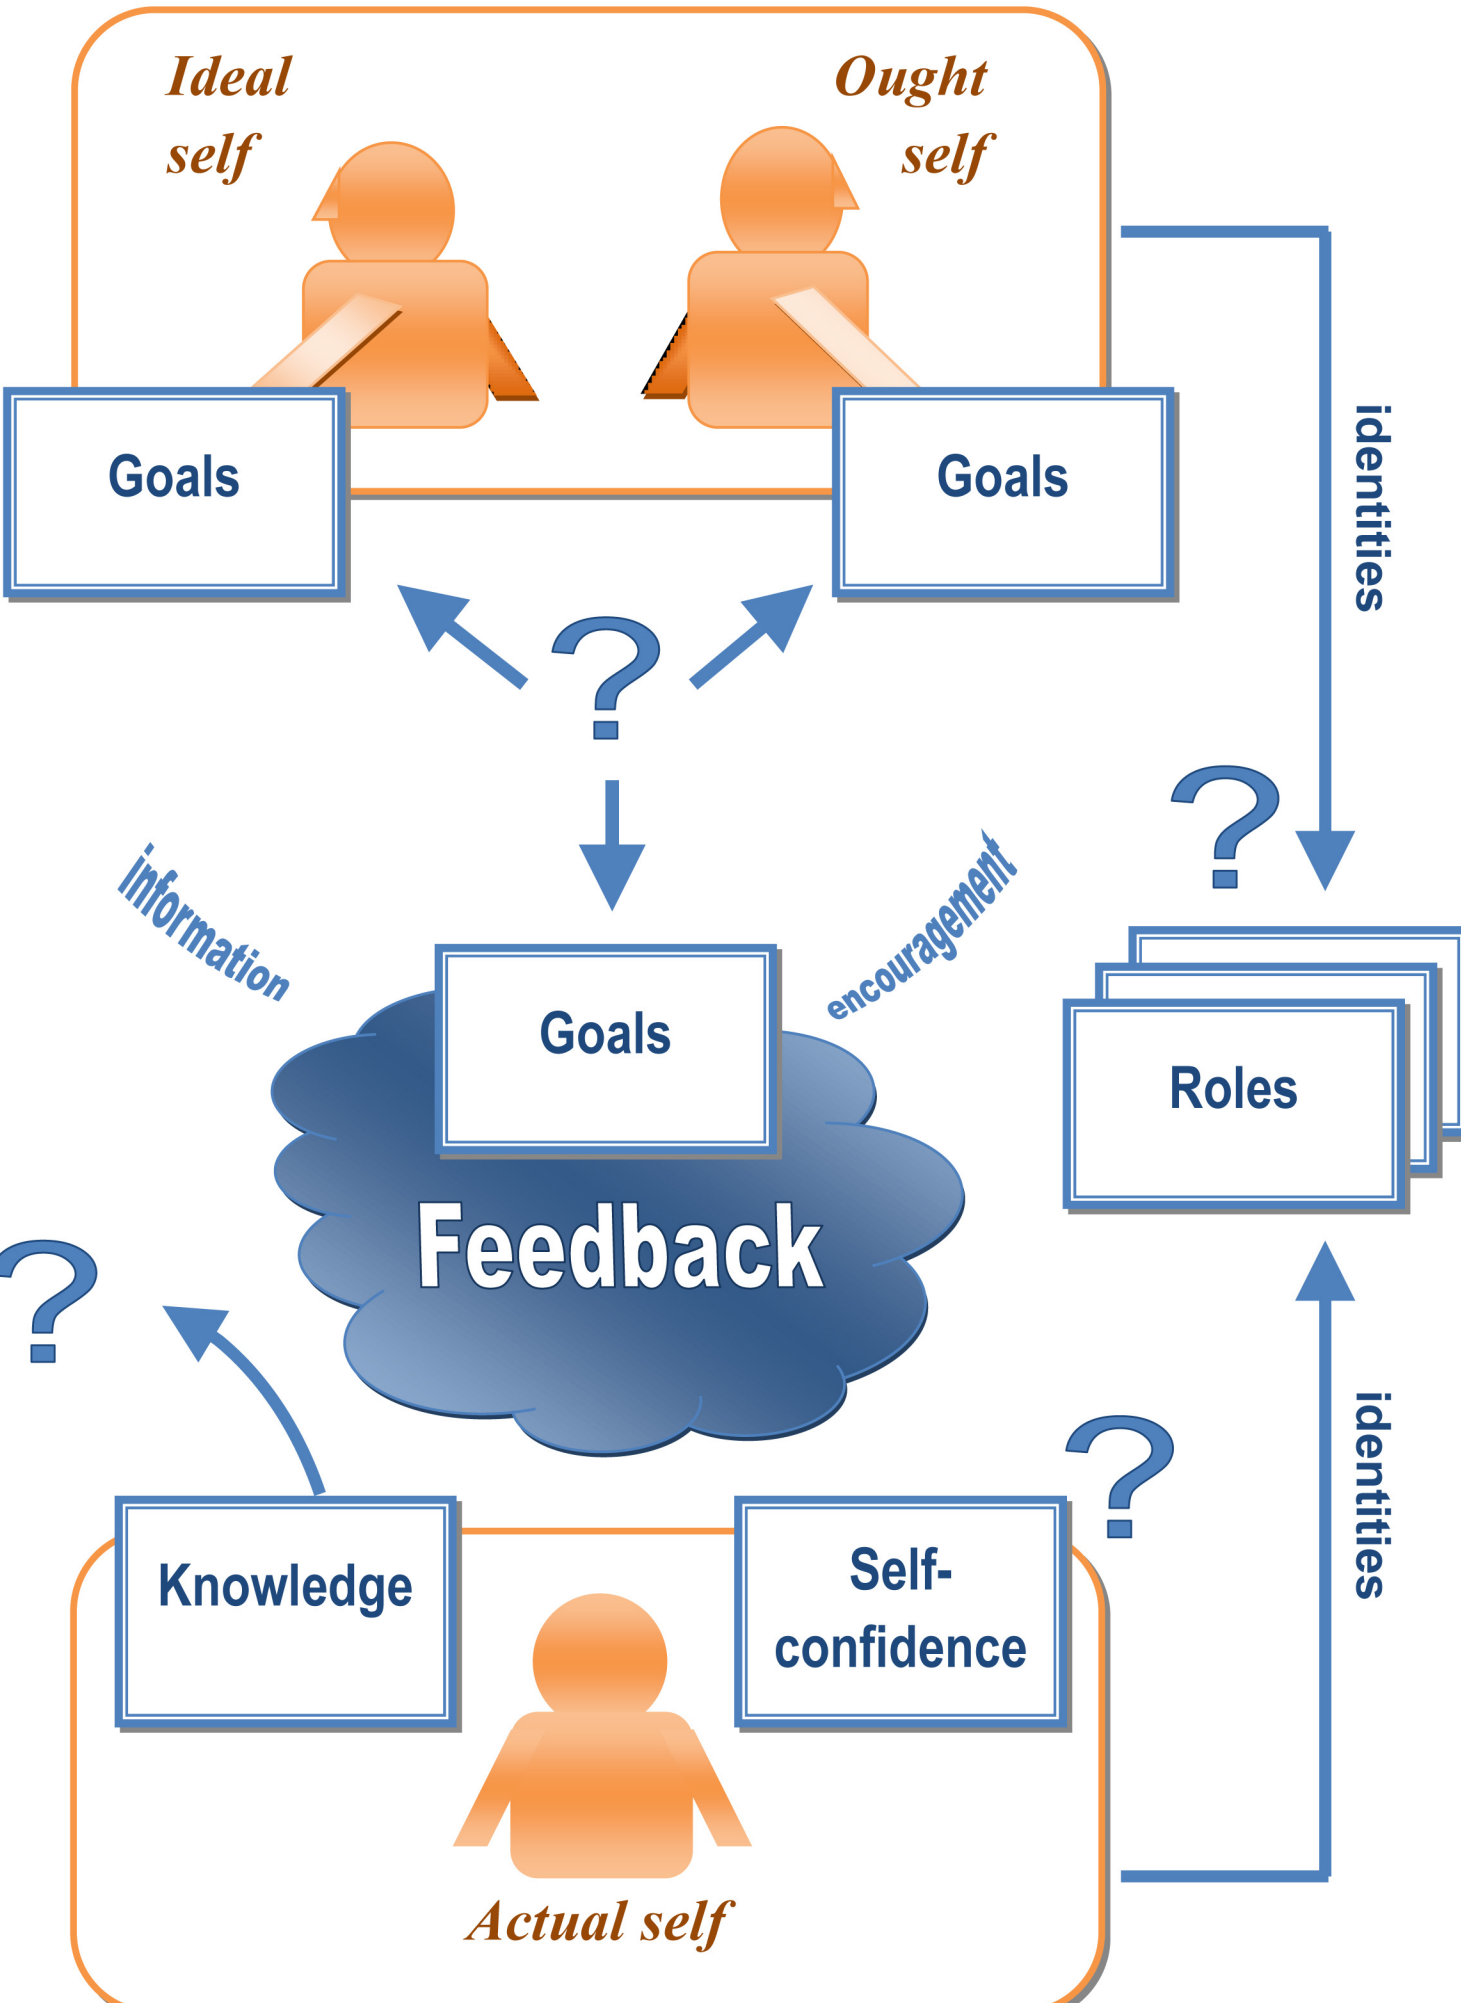 Ideal
self
Ought
self
Goals
Goals
identities
?
?
information
encouragement
Goals
Roles
Feedback
?
?
identities
Knowledge
Self-
confidence
Actual self